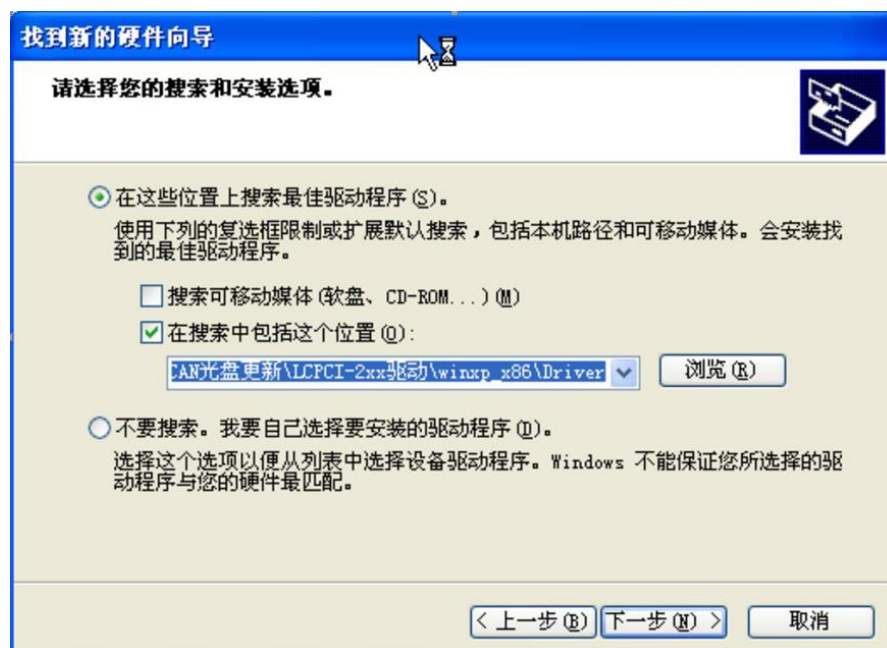 找到新的硬件向导
请选择您的搜索和安装选项。
在这些位置上搜索最佳驱动程序(S)。
使用下列的复选框限制或扩展默认搜索，包括本机路径和可移动媒体。会安装找
到的最佳驱动程序。
搜索可移动媒体(软盘、CD-ROM...)(M)
在搜索中包括这个位置(O):
CAN光盘更新\LCPCI-2xx驱动\winxp_x86\Driver
浏览(R)
不要搜索。我要自己选择要安装的驱动程序(D)。
选择这个选项以便从列表中选择设备驱动程序。Windows 不能保证您所选择的驱
动程序与您的硬件最匹配。
< 上一步(B)
下一步(N) >
取消